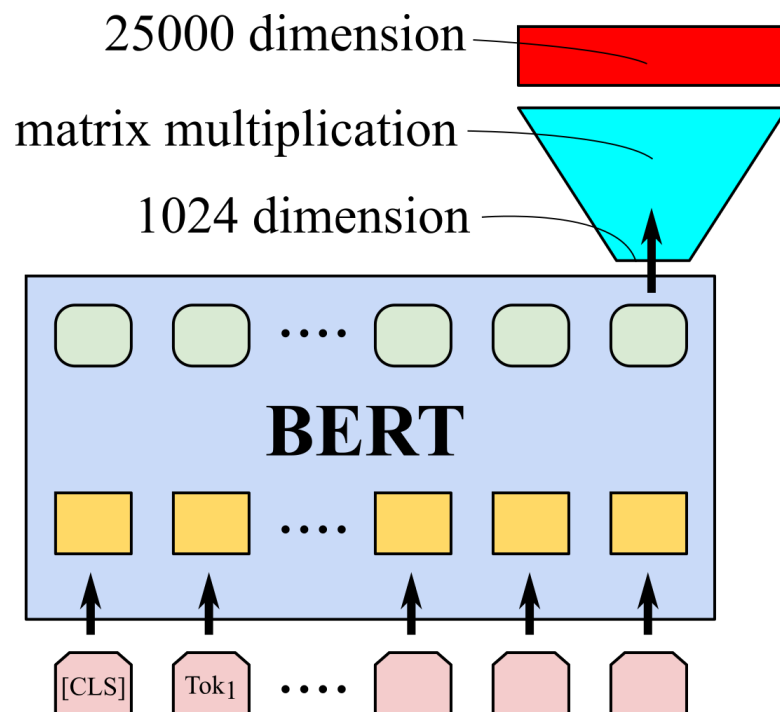 25000 dimension
matrix multiplication
1024 dimension
....
BERT
....
[CLS] Tok1 ....